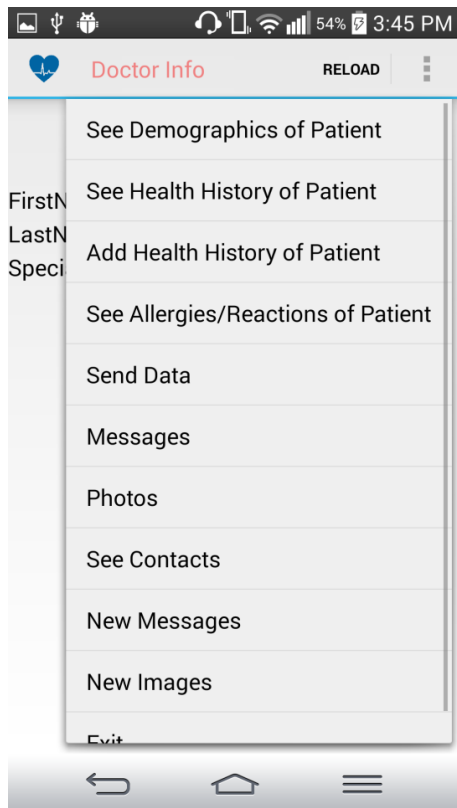 54% 3:45 PM
Doctor Info RELOAD
See Demographics of Patient
See Health History of Patient
FirstN
LastN
Add Health History of Patient
Speci
See Allergies/Reactions of Patient
Send Data
Messages
Photos
See Contacts
New Messages
New Images
Exit